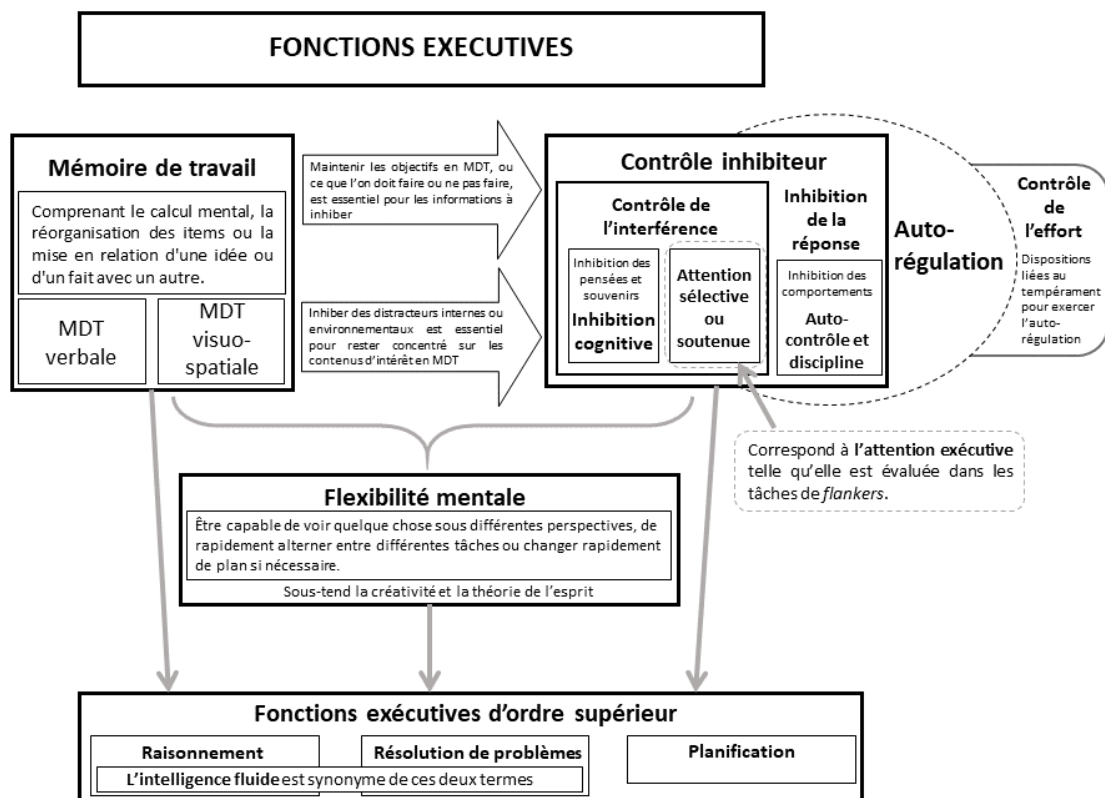 FONCTIONS EXECUTIVES
Mémoire de travail
Comprenant le calcul mental, la
réorganisation des items ou la
mise en relation d'une idée ou
d'un fait avec un autre.
MDT
verbale
MDT
visuo-
spatiale
Maintenir les objectifs en MDT, ou
ce que l'on doit faire ou ne pas faire,
est essentiel pour les informations à
inhiber
Inhiber des distracteurs internes ou
environnementaux est essentiel
pour rester concentré sur les
contenus d'intérêt en MDT
Contrôle inhibiteur
Contrôle de
l'interférence
Inhibition des
pensées et
souvenirs
Inhibition
cognitive
Attention
sélective
ou
soutenue
Inhibition
de la
réponse
Inhibition des
comportements
Auto-
contrôle et
discipline
Auto-
régulation
Contrôle
de
l'effort
Dispositions
liées au
tempérament
pour exercer
l'auto-
régulation
Correspond à l'attention exécutive
telle qu'elle est évaluée dans les
tâches de flankers.
Flexibilité mentale
Être capable de voir quelque chose sous différentes perspectives, de
rapidement alterner entre différentes tâches ou changer rapidement
de plan si nécessaire.
Sous-tend la créativité et la théorie de l'esprit
Fonctions exécutives d'ordre supérieur
Raisonnement
Résolution de problèmes
Planification
L'intelligence fluide est synonyme de ces deux termes